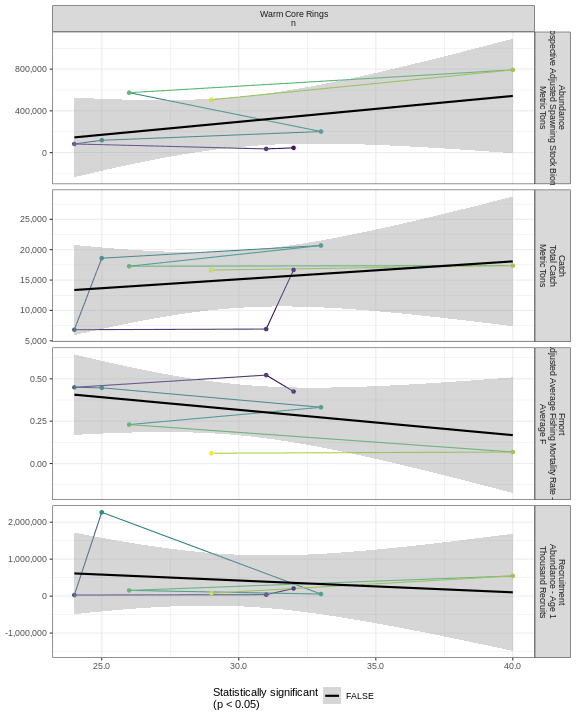 Warm Core Rings
n
800,000
400,000
0
Abundance
Adjusted Spawning Stock
Metric Tons
25,000
20,000
15,000
10,000
5,000
Catch
Total Catch
Metric Tons
0.50
0.25
0.00
Fmort
Average Fishing Mortality Rate -
Average F
2,000,000
1,000,000
0
-1,000,000
Recruitment
Abundance - Age 1
Thousand Recruits
25.0
30.0
35.0
40.0
Statistically significant
(p < 0.05)
FALSE